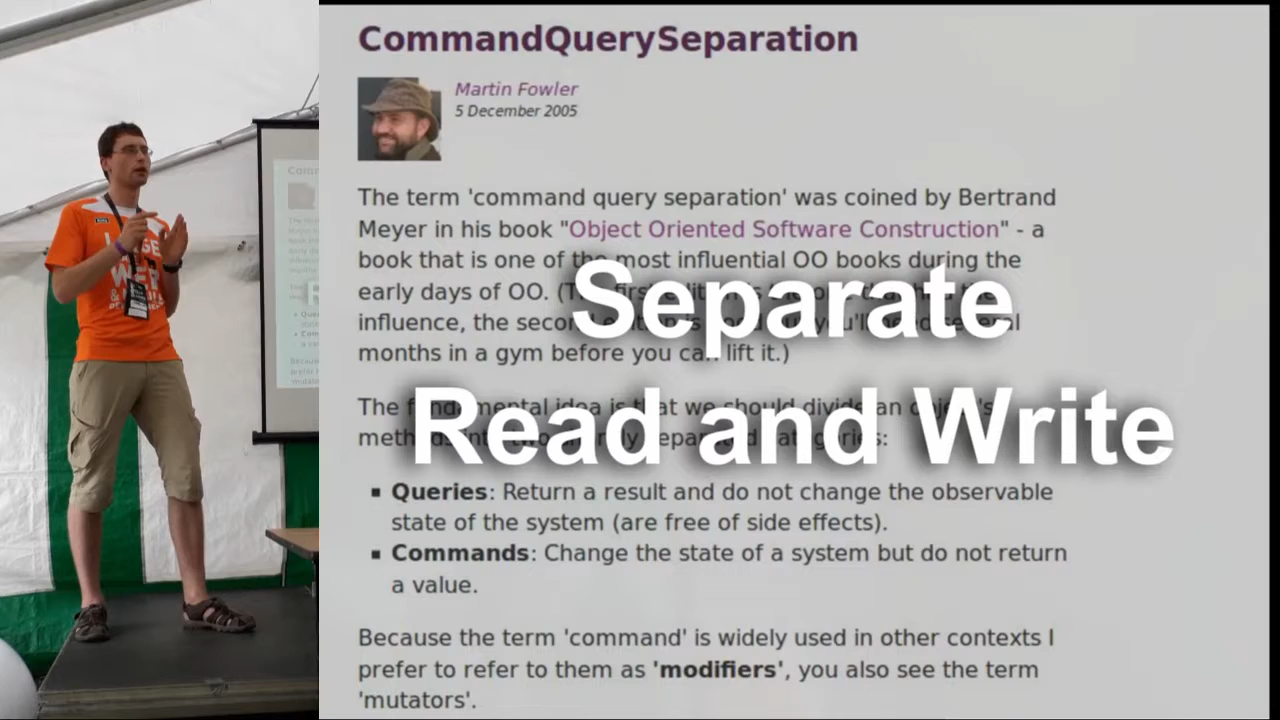 CommandQuerySeparation
Martin Fowler
5 December 2005
The term 'command query separation' was coined by Bertrand
Meyer in his book "Object Oriented Software Construction" - a
book that is one of the most influential OO books during the
early days of OO.
influence, the
months in a gym before you can lift it.)
Separate
The fundamental idea is that we should divide an object's
Read and Write
▪ Queries: Return a result and do not change the observable
state of the system (are free of side effects).
▪ Commands: Change the state of a system but do not return
a value.
Because the term 'command' is widely used in other contexts I
prefer to refer to them as 'modifiers', you also see the term
'mutators'.